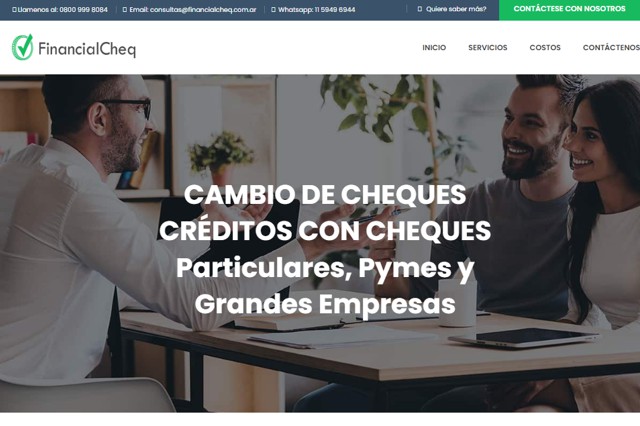 Llamenos al: 0800 999 8084
Email: consultas@financialcheq.com.ar
Whatsapp: 11 5949 6944
Quiere saber más?
CONTÁCTESE CON NOSOTROS
FinancialCheq
INICIO
SERVICIOS
COSTOS
CONTÁCTENOS
CAMBIO DE CHEQUES
CRÉDITOS CON CHEQUES
Particulares, Pymes y
Grandes Empresas